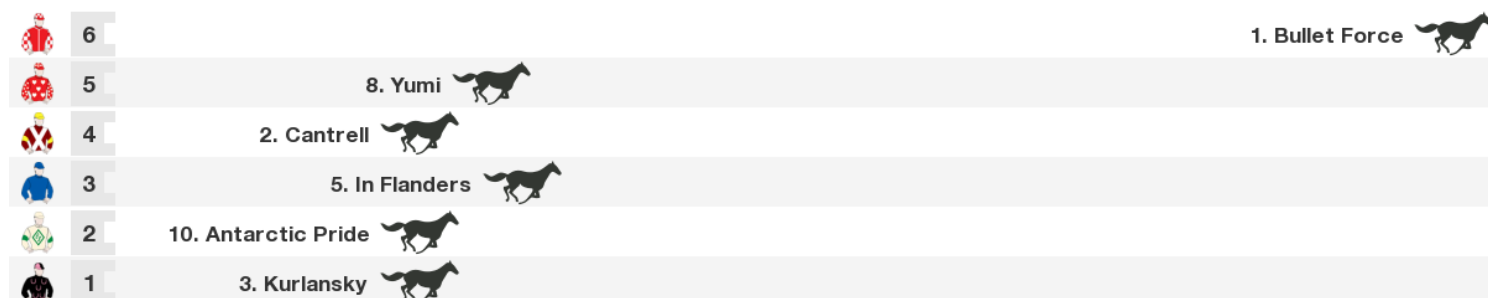 6 1. Bullet Force
5 8. Yumi
4 2. Cantrell
3 5. In Flanders
2 10. Antarctic Pride
1 3. Kurlansky